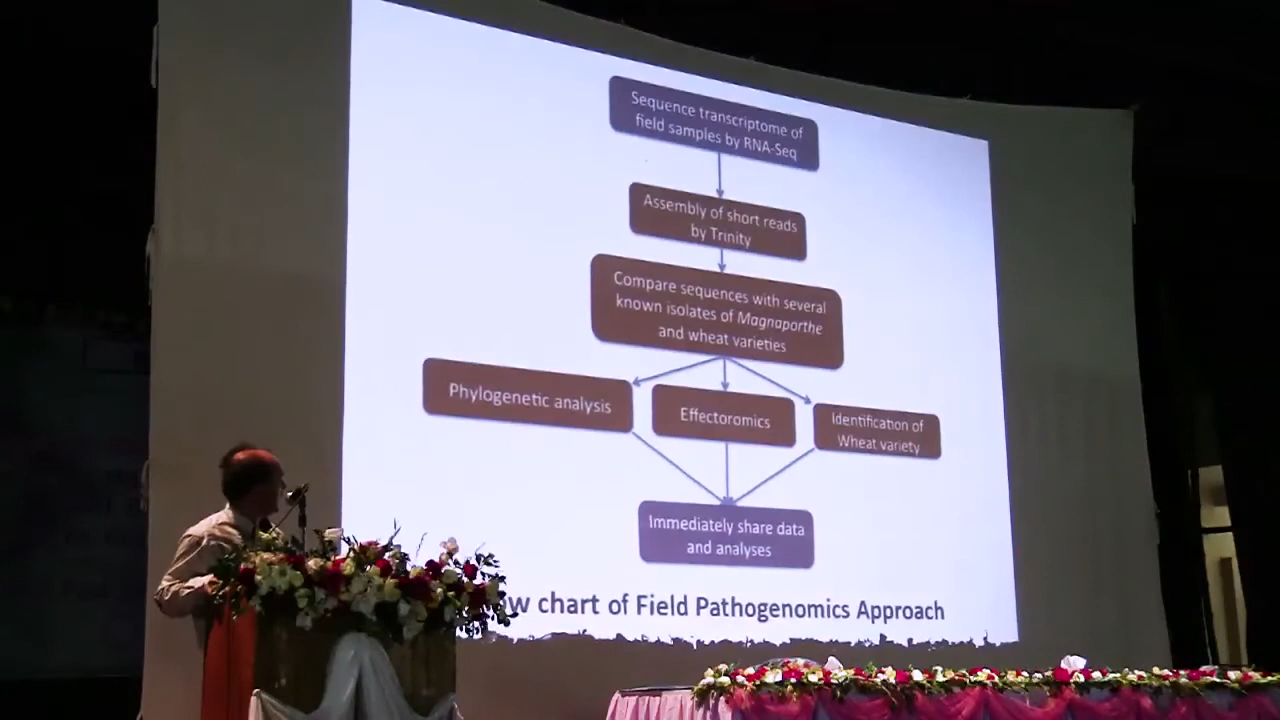 Sequence transcriptome of
field samples by RNA-Seq
Assembly of short reads
by Trinity
Compare sequences with several
known isolates of Magnaporthe
and wheat varieties
Phylogenetic analysis
Effectoromics
Identification of
Wheat variety
Immediately share data
and analyses
ow chart of Field Pathogenomics Approach